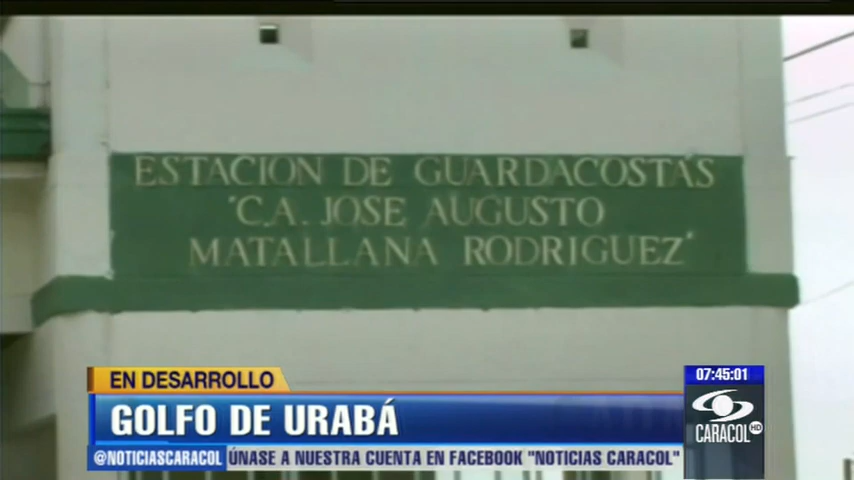 ESTACION DE GUARDACOSTAS
"C.A. JOSE AUGUSTO
MATALLANA RODRIGUEZ"
EN DESARROLLO
GOLFO DE URABÁ
@NOTICIASCARACOL ÚNASE A NUESTRA CUENTA EN FACEBOOK "NOTICIAS CARACOL"
07:45:01
CARACOL HD